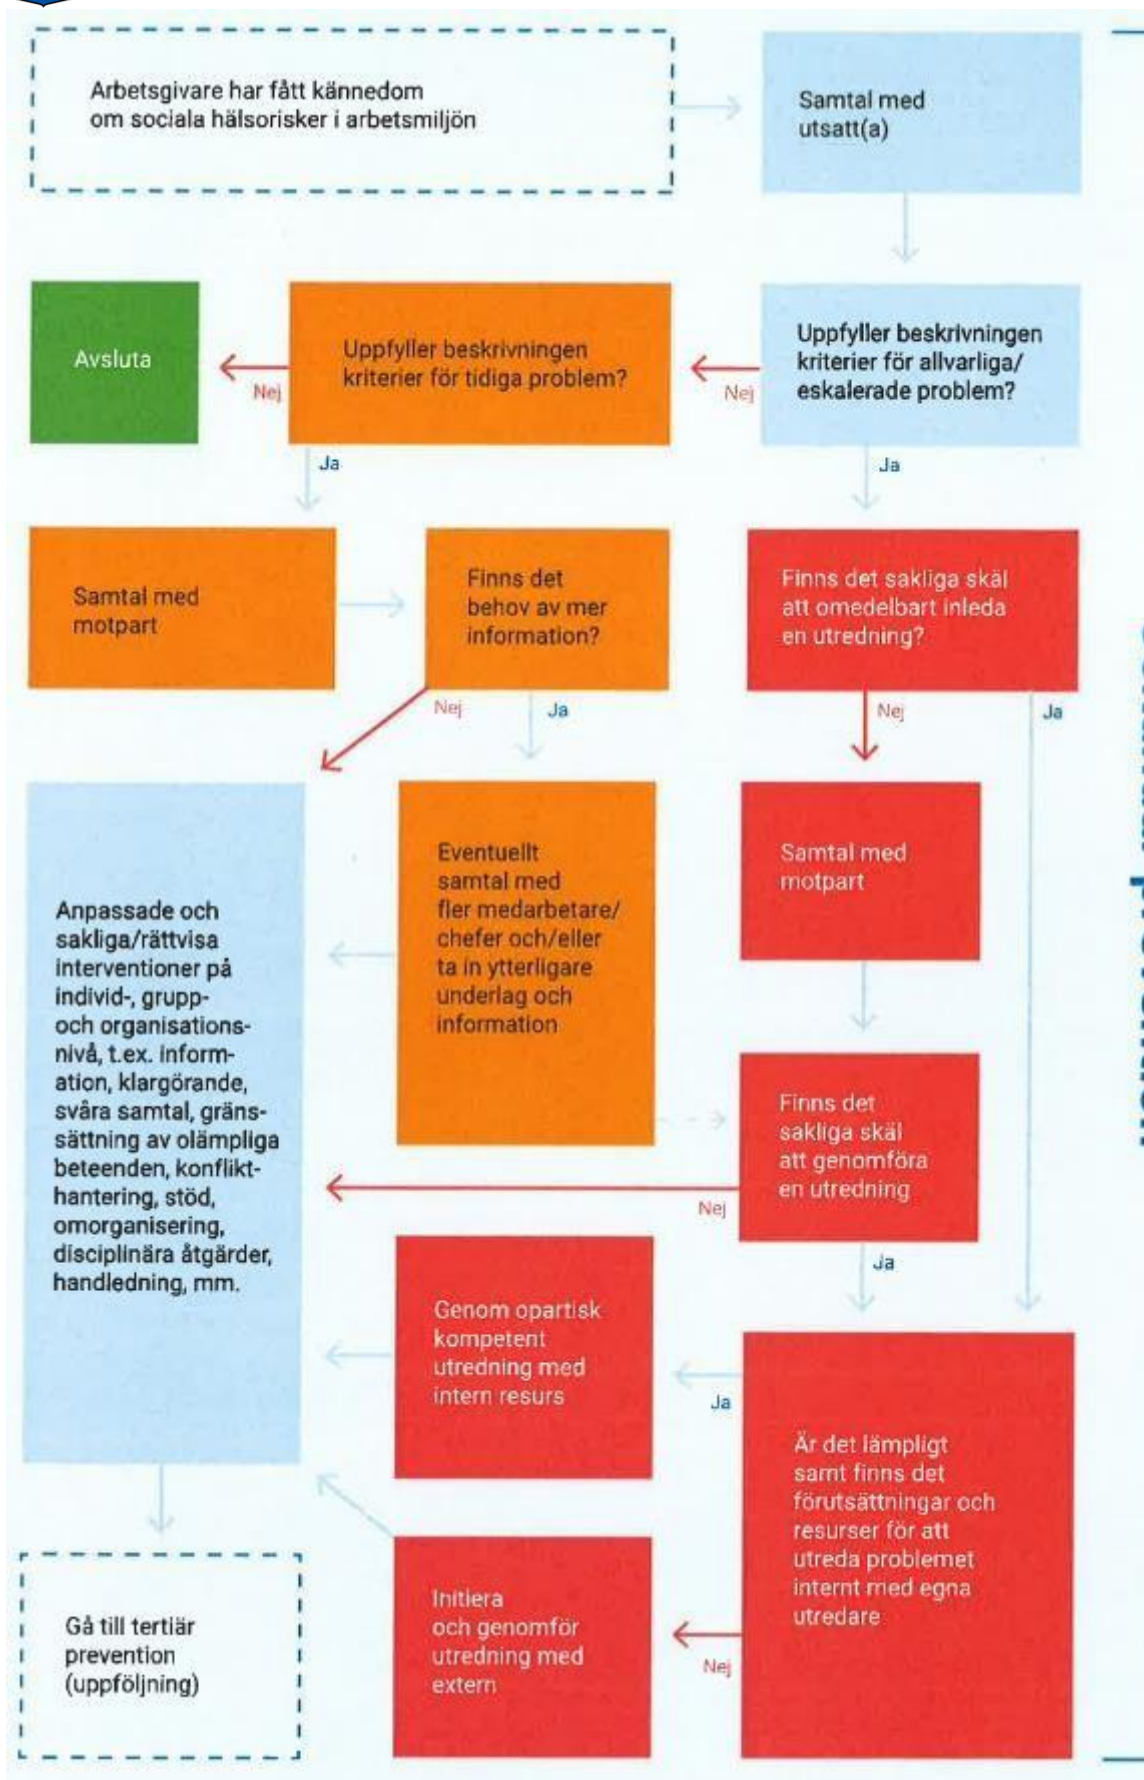 Arbetsgivare har fått kännedom
om sociala hälsorisker i arbetsmiljön
Samtal med
utsatt(a)
Avsluta
Nej
Uppfyller beskrivningen
kriterier för tidiga problem?
Nej
Uppfyller beskrivningen
kriterier för allvarliga/
eskalerade problem?
Ja
Ja
Samtal med
motpart
Finns det
behov av mer
information?
Finns det sakliga skäl
att omedelbart inleda
en utredning?
Nej
Ja
Nej
Ja
Anpassade och
sakliga/rättvisa
interventioner på
individ-, grupp-
och organisations-
nivå, t.ex. inform-
ation, klargörande,
svåra samtal, gräns-
sättning av olämpliga
beteenden, konflikt-
hantering, stöd,
omorganisering,
disciplinära åtgärder,
handledning, mm.
Eventuellt
samtal med
fler medarbetare/
chefer och/eller
ta in ytterligare
underlag och
information
Samtal med
motpart
Finns det
sakliga skäl
att genomföra
en utredning
Nej
Ja
Genom opartisk
kompetent
utredning med
intern resurs
Ja
Är det lämpligt
samt finns det
förutsättningar och
resurser för att
utreda problemet
internt med egna
utredare
Initiera
och genomför
utredning med
extern
Nej
Gå till tertiär
prevention
(uppföljning)